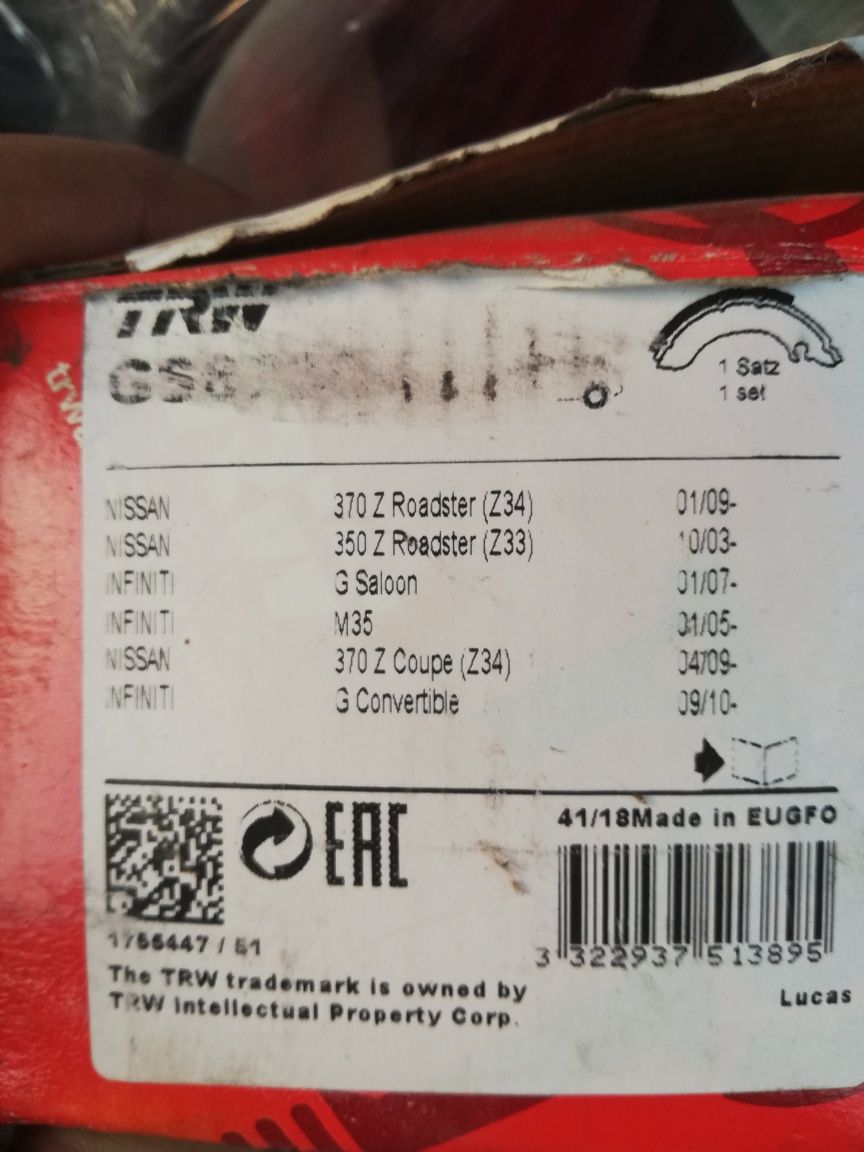 TRW
1 Satz
1 set
trw
NISSAN 370 Z Roadster (Z34) 01/09-
NISSAN 350 Z Roadster (Z33) 10/03-
INFINITI G Saloon 01/07-
INFINITI M35 01/05-
NISSAN 370 Z Coupe (Z34) 04/09-
INFINITI G Convertible 09/10-
41/18Made in EUGFO
EAC
3 322937 513895
1766447 / 61
The TRW trademark is owned by
TRW Intellectual Property Corp.
Lucas